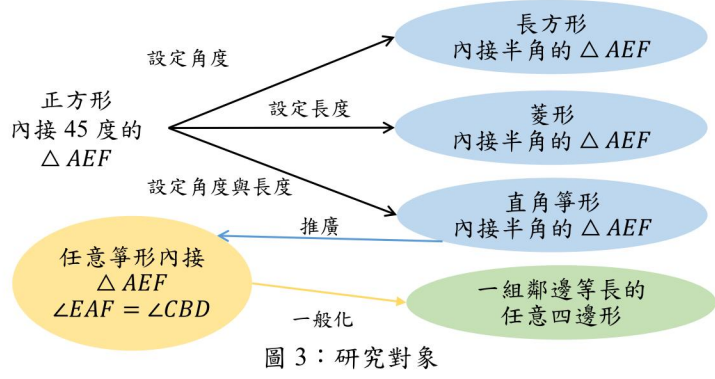 長方形
內接半角的 △ AEF
設定角度
正方形
內接 45 度的
△ AEF
設定長度
菱形
內接半角的 △ AEF
設定角度與長度
直角箏形
內接半角的 △ AEF
推廣
任意箏形內接
△ AEF
∠EAF = ∠CBD
一般化
一組鄰邊等長的
任意四邊形
圖 3：研究對象